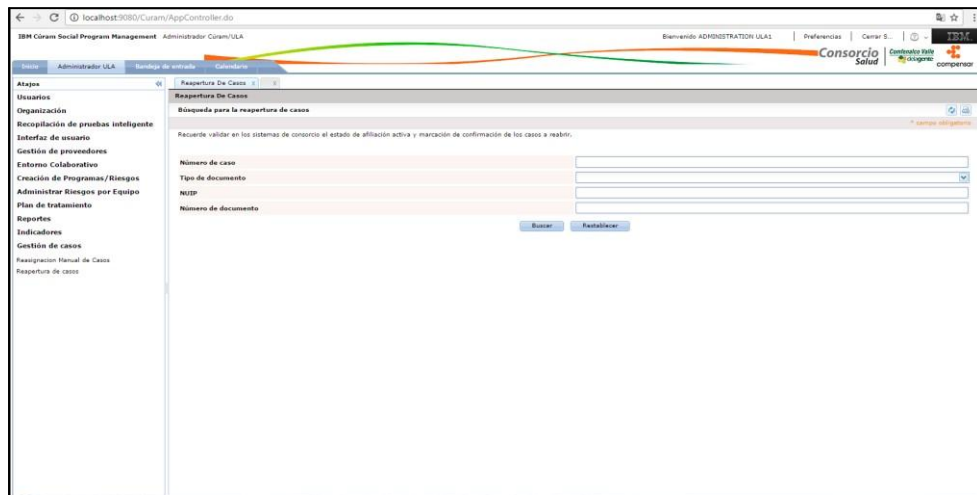 localhost:9080/Curam/AppController.do
IBM Cúram Social Program Management Administrador Cúram/ULA
Bienvenido ADMINISTRATION ULA1 | Preferencias | Cerrar S... |
IBM
Consorcio Salud
Comfenalco Valle
delagente
compensar
Inicio
Administrador ULA
Bandeja de entrada
Calendario
Atajos
Usuarios
Organización
Recopilación de pruebas inteligente
Interfaz de usuario
Gestión de proveedores
Entorno Colaborativo
Creación de Programas/Riesgos
Administrar Riesgos por Equipo
Plan de tratamiento
Reportes
Indicadores
Gestión de casos
Reasignacion Manual de Casos
Reapertura de casos
Reapertura De Casos
Reapertura De Casos
Búsqueda para la reapertura de casos
* campo obligatorio
Recuerde validar en los sistemas de consorcio el estado de afiliación activa y marcación de confirmación de los casos a reabrir.
Número de caso
Tipo de documento
NUIP
Número de documento
Buscar
Restablecer